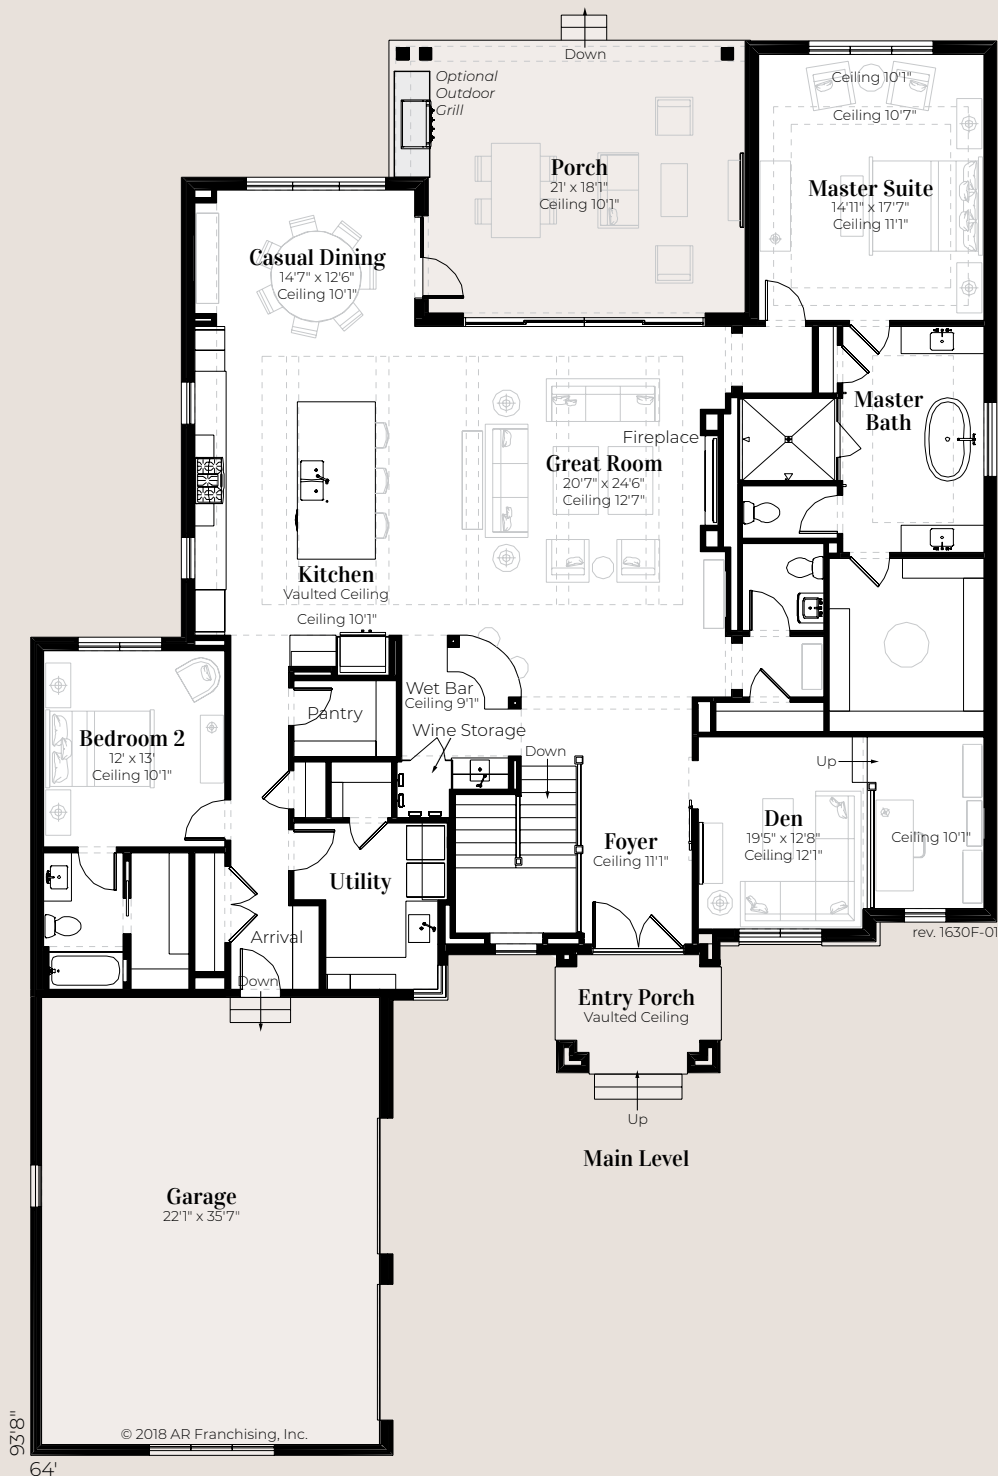 Down
Optional
Outdoor
Grill
Ceiling 10'1"
Ceiling 10'7"
Porch
21' x 18'1"
Ceiling 10'1"
Master Suite
14'11" x 17'7"
Ceiling 11'1"
Casual Dining
14'7" x 12'6"
Ceiling 10'1"
Master
Bath
Fireplace
Great Room
20'7" x 24'6"
Ceiling 12'7"
Kitchen
Vaulted Ceiling
Ceiling 10'1"
Wet Bar
Ceiling 9'1"
Pantry
Wine Storage
Bedroom 2
12' x 13'
Ceiling 10'1"
Down
Up
Den
19'5" x 12'8"
Ceiling 12'1"
Ceiling 10'1"
Foyer
Ceiling 11'1"
Utility
Arrival
rev. 1630F-01
Down
Entry Porch
Vaulted Ceiling
Up
Main Level
Garage
22'1" x 35'7"
© 2018 AR Franchising, Inc.
93'8"
64'